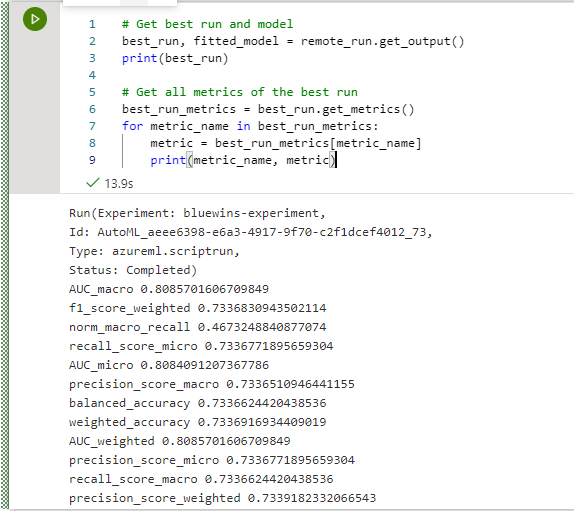 1 # Get best run and model
2 best_run, fitted_model = remote_run.get_output()
3 print(best_run)
4
5 # Get all metrics of the best run
6 best_run_metrics = best_run.get_metrics()
7 for metric_name in best_run_metrics:
8 metric = best_run_metrics[metric_name]
9 print(metric_name, metric)
13.9s
Run(Experiment: bluewins-experiment,
Id: AutoML_aeee6398-e6a3-4917-9f70-c2f1dcef4012_73,
Type: azureml.scriptrun,
Status: Completed)
AUC_macro 0.8085701606709849
f1_score_weighted 0.7336830943502114
norm_macro_recall 0.4673248840877074
recall_score_micro 0.7336771895659304
AUC_micro 0.8084091207367786
precision_score_macro 0.7336510946441155
balanced_accuracy 0.7336624420438536
weighted_accuracy 0.7336916934409019
AUC_weighted 0.8085701606709849
precision_score_micro 0.7336771895659304
recall_score_macro 0.7336624420438536
precision_score_weighted 0.7339182332066543